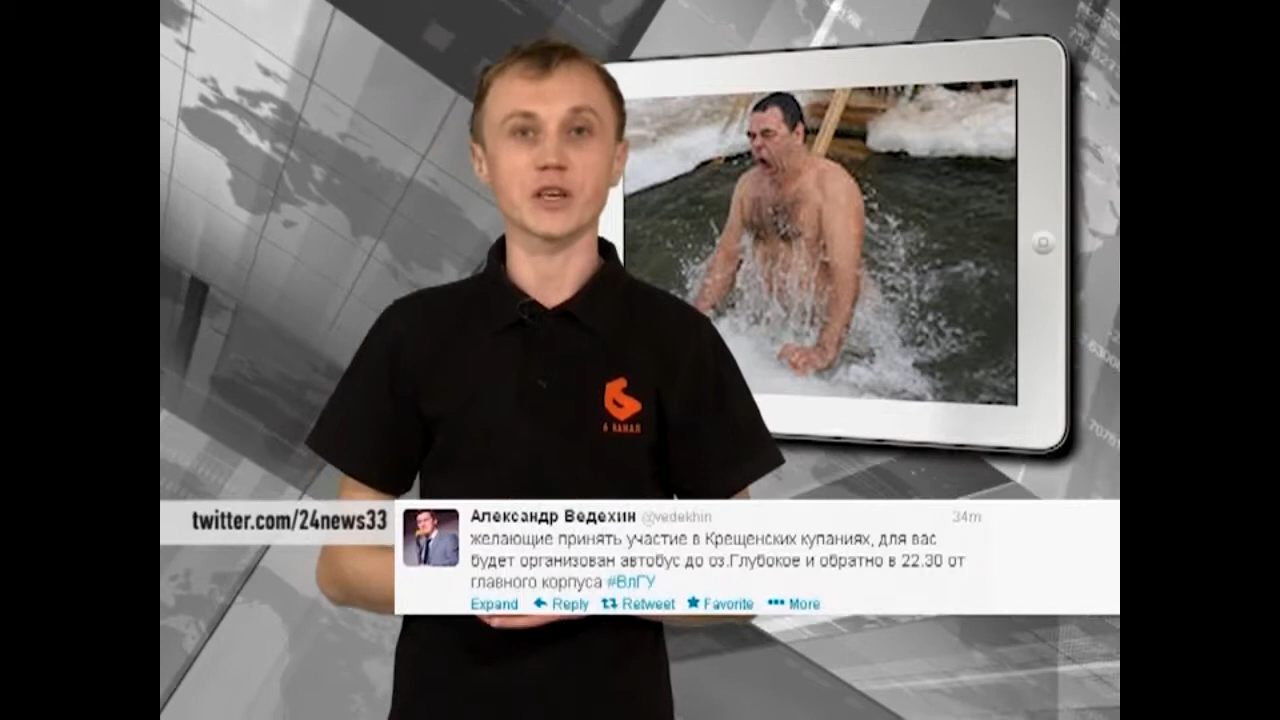 6 КАНАЛ
twitter.com/24news33
Александр Ведехин @vedekhin 34m
желающие принять участие в Крещенских купаниях, для вас
будет организован автобус до оз.Глубокое и обратно в 22.30 от
главного корпуса #ВлГУ
Expand Reply Retweet Favorite More